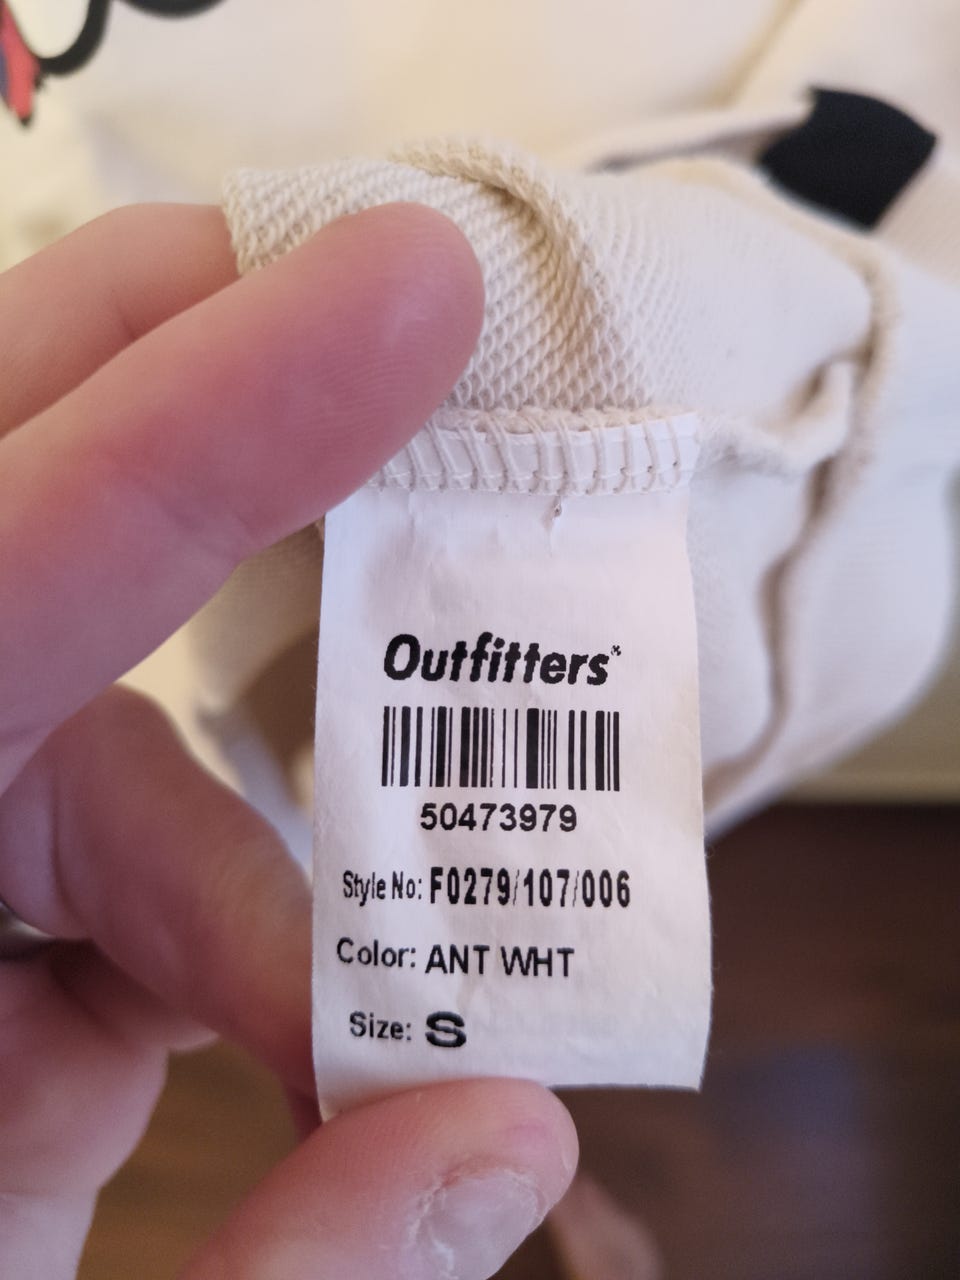 Outfitters
50473979
Style No: F0279/107/006
Color: ANT WHT
Size: S